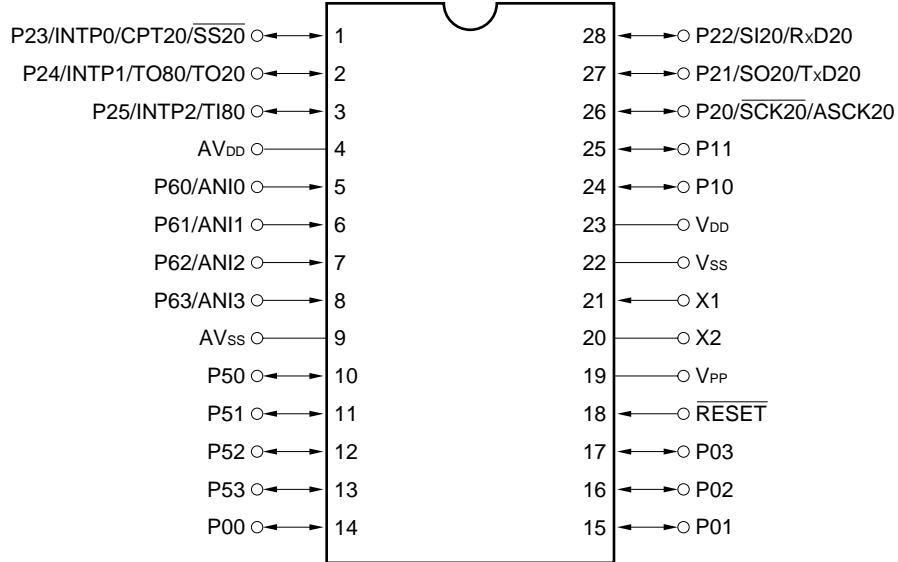 P23/INTP0/CPT20/SS20 1 28 P22/SI20/RxD20
P24/INTP1/TO80/TO20 2 27 P21/SO20/TxD20
P25/INTP2/TI80 3 26 P20/SCK20/ASCK20
AVDD 4 25 P11
P60/ANI0 5 24 P10
P61/ANI1 6 23 VDD
P62/ANI2 7 22 VSS
P63/ANI3 8 21 X1
AVSS 9 20 X2
P50 10 19 VPP
P51 11 18 RESET
P52 12 17 P03
P53 13 16 P02
P00 14 15 P01